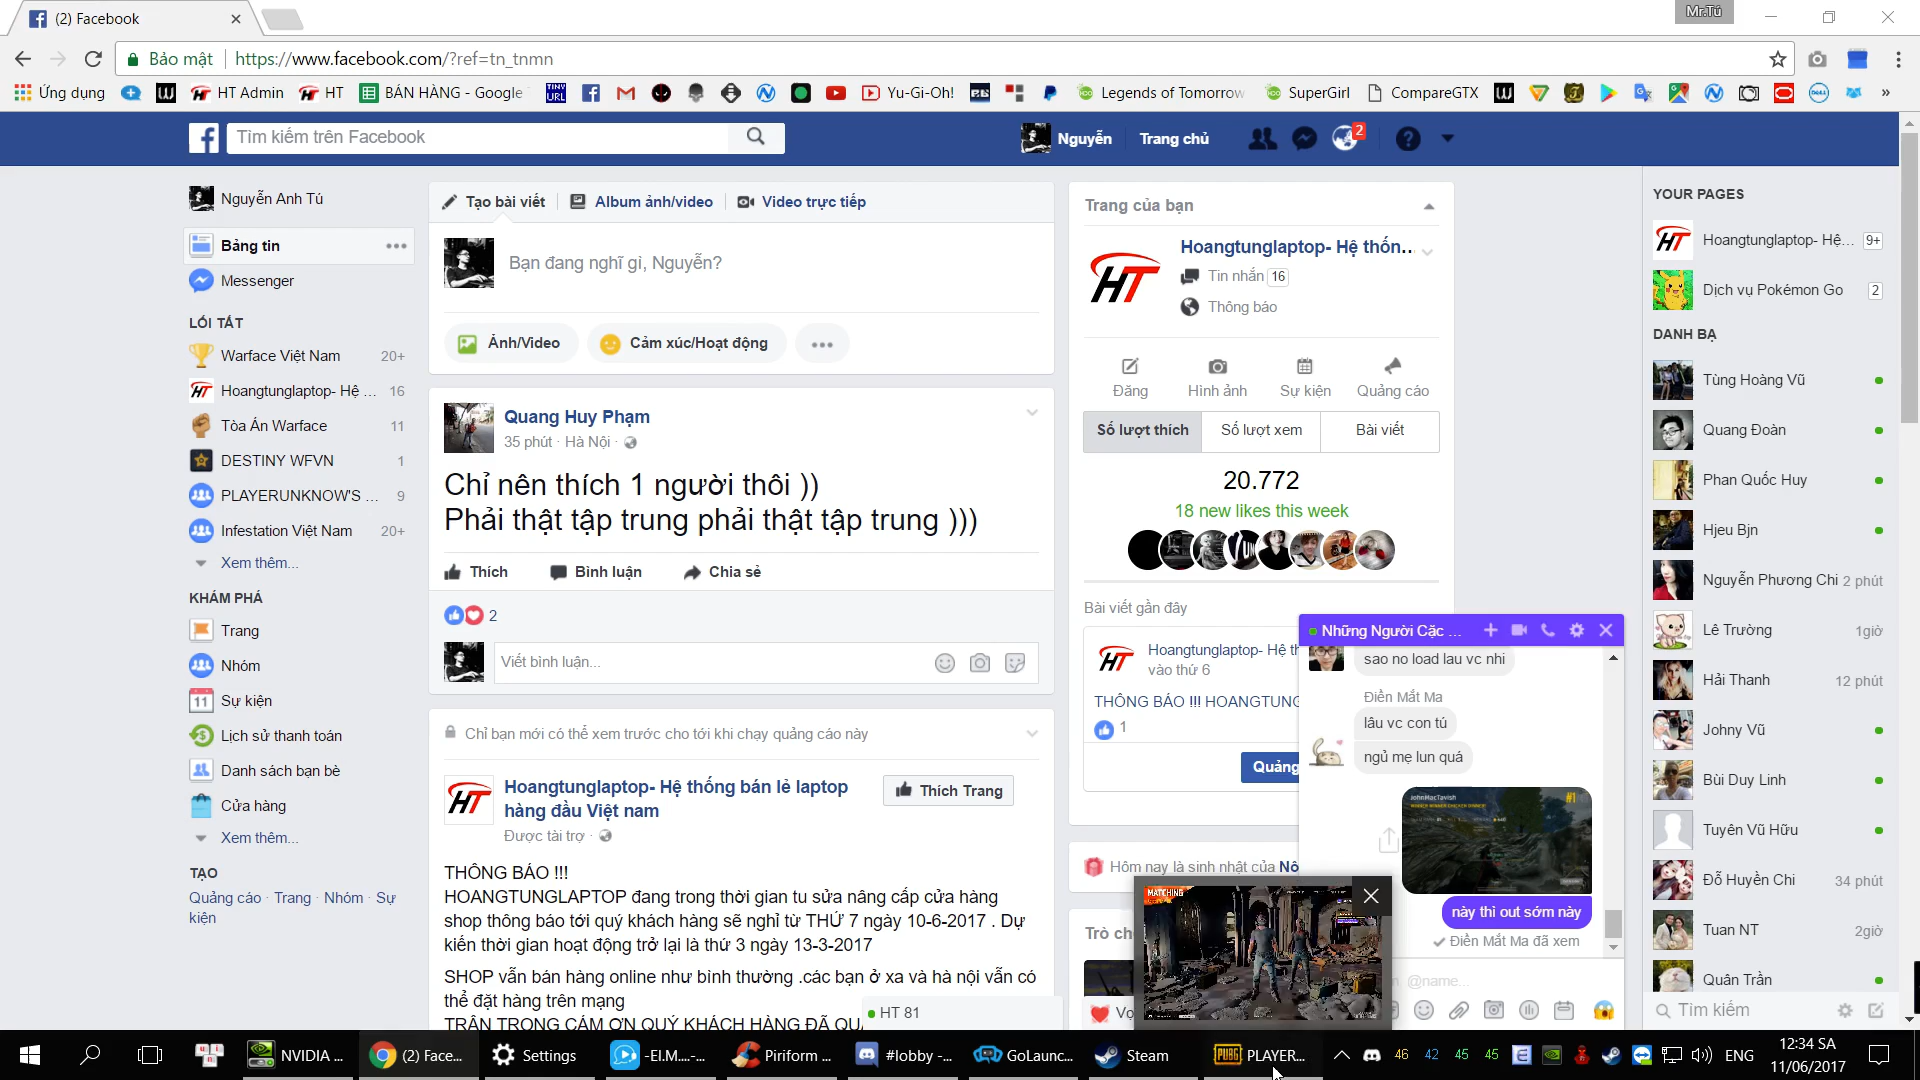 (2) Facebook
Mr.Tú
Bảo mật
https://www.facebook.com/?ref=tn_tnmn
Ứng dụng
HT Admin
HT
BÁN HÀNG - Google
TINY URL
Yu-Gi-Oh!
Legends of Tomorrow
SuperGirl
CompareGTX
Tìm kiếm trên Facebook
Nguyễn
Trang chủ
2
Nguyễn Anh Tú
Bảng tin
Messenger
LỐI TẮT
Warface Việt Nam 20+
Hoangtunglaptop- Hệ ... 16
Tòa Án Warface 11
DESTINY WFVN 1
PLAYERUNKNOW'S ... 9
Infestation Việt Nam 20+
Xem thêm...
KHÁM PHÁ
Trang
Nhóm
11 Sự kiện
Lịch sử thanh toán
Danh sách bạn bè
Cửa hàng
Xem thêm...
TẠO
Quảng cáo · Trang · Nhóm · Sự
kiện
Tạo bài viết
Album ảnh/video
Video trực tiếp
Bạn đang nghĩ gì, Nguyễn?
Ảnh/Video
Cảm xúc/Hoạt động
Quang Huy Phạm
35 phút · Hà Nội ·
Chỉ nên thích 1 người thôi ))
Phải thật tập trung phải thật tập trung )))
Thích
Bình luận
Chia sẻ
2
Viết bình luận...
Chỉ bạn mới có thể xem trước cho tới khi chạy quảng cáo này
HT
Hoangtunglaptop- Hệ thống bán lẻ laptop
hàng đầu Việt nam
Được tài trợ ·
Thích Trang
THÔNG BÁO !!!
HOANGTUNGLAPTOP đang trong thời gian tu sửa nâng cấp cửa hàng
shop thông báo tới quý khách hàng sẽ nghỉ từ THỨ 7 ngày 10-6-2017 . Dự
kiến thời gian hoạt động trở lại là thứ 3 ngày 13-3-2017
SHOP vẫn bán hàng online như bình thường .các bạn ở xa và hà nội vẫn có
thể đặt hàng trên mạng
TRÂN TRỌNG CÁM ƠN QUÝ KHÁCH HÀNG ĐÃ QU
HT 81
Trang của bạn
HT
Hoangtunglaptop- Hệ thốn...
Tin nhắn 16
Thông báo
Đăng
Hình ảnh
Sự kiện
Quảng cáo
Số lượt thích
Số lượt xem
Bài viết
20.772
18 new likes this week
Bài viết gần đây
HT
Hoangtunglaptop- Hệ th
vào thứ 6
THÔNG BÁO !!! HOANGTUNG
1
Quảng
Hôm nay là sinh nhật của Nô
Trò ch
MATCHING
Những Người Cặc ...
sao no load lau vc nhi
Điền Mắt Ma
lâu vc con tú
ngủ mẹ lun quá
JohnMacTavish
#1
WINNER WINNER CHICKEN DINNER!
này thì out sớm này
Điền Mắt Ma đã xem
@name...
YOUR PAGES
HT Hoangtunglaptop- Hệ... 9+
Dịch vụ Pokémon Go 2
DANH BẠ
Tùng Hoàng Vũ
Quang Đoàn
Phan Quốc Huy
Hjeu Bjn
Nguyễn Phương Chi 2 phút
Lê Trường 1giờ
Hải Thanh 12 phút
Johny Vũ
Bùi Duy Linh
Tuyên Vũ Hữu
Đỗ Huyền Chi 34 phút
Tuan NT 2giờ
Quân Trần
Tìm kiếm
NVIDIA ...
(2) Face...
Settings
-EI.M....-...
Piriform ...
#lobby -...
GoLaunc...
Steam
PUBG
PLAYER...
46 42 45 45
ENG
12:34 SA
11/06/2017